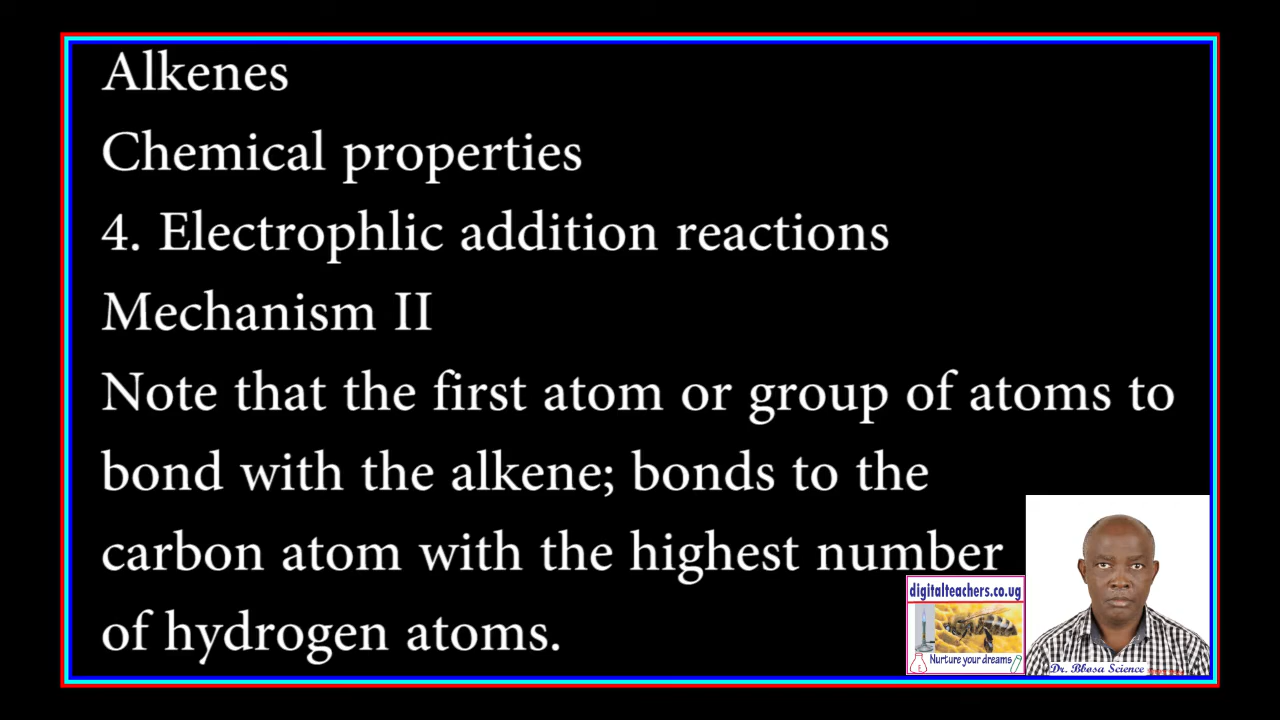 Alkenes
Chemical properties
4. Electrophlic addition reactions
Mechanism II
Note that the first atom or group of atoms to
bond with the alkene; bonds to the
carbon atom with the highest number
of hydrogen atoms.
digitalteachers.co.ug
Nurture your dreams
Dr. Bbosa Science